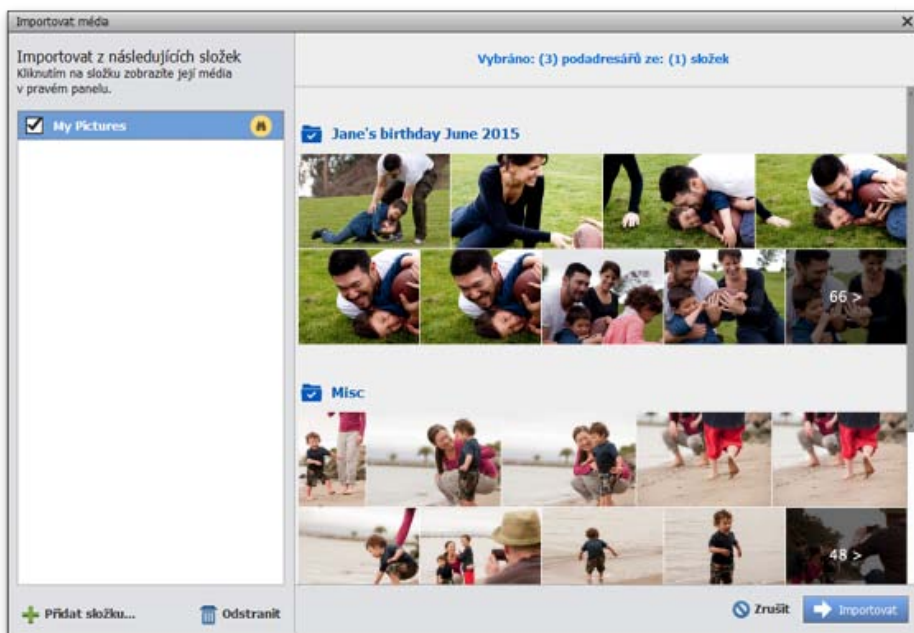 Importovat média
Importovat z následujících složek
Kliknutím na složku zobrazíte její média
v pravém panelu.
My Pictures
Přidat složku...
Odstranit
Vybráno: (3) podadresářů ze: (1) složek
Jane's birthday June 2015
66 >
Misc
48 >
Zrušit
Importovat